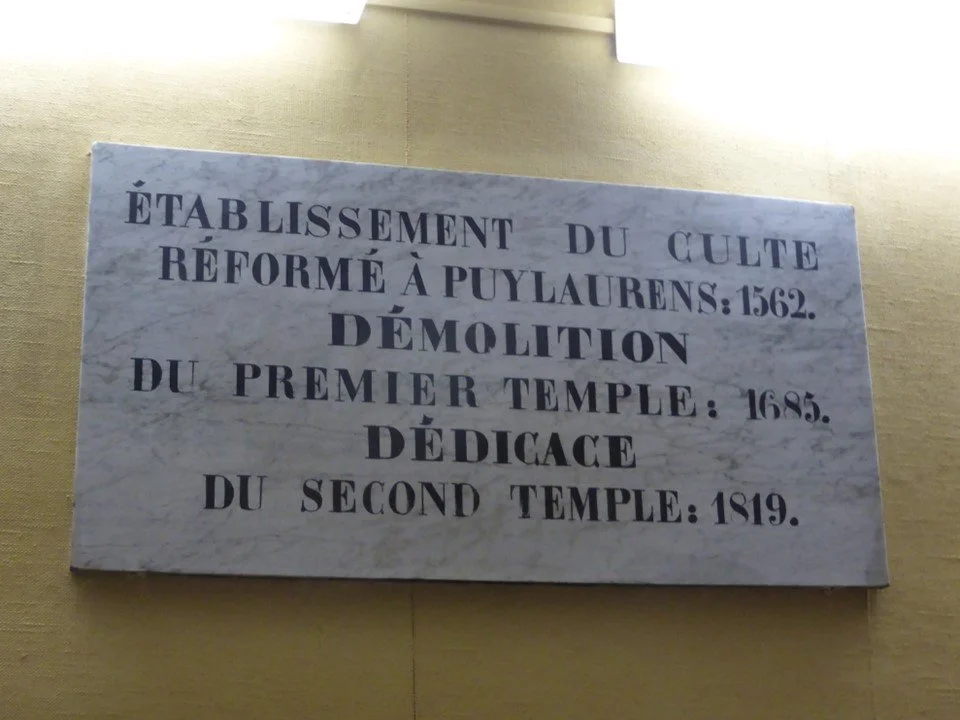 ÉTABLISSEMENT DU CULTE
RÉFORMÉ À PUYLAURENS: 1562.
DÉMOLITION
DU PREMIER TEMPLE: 1685.
DÉDICACE
DU SECOND TEMPLE: 1819.